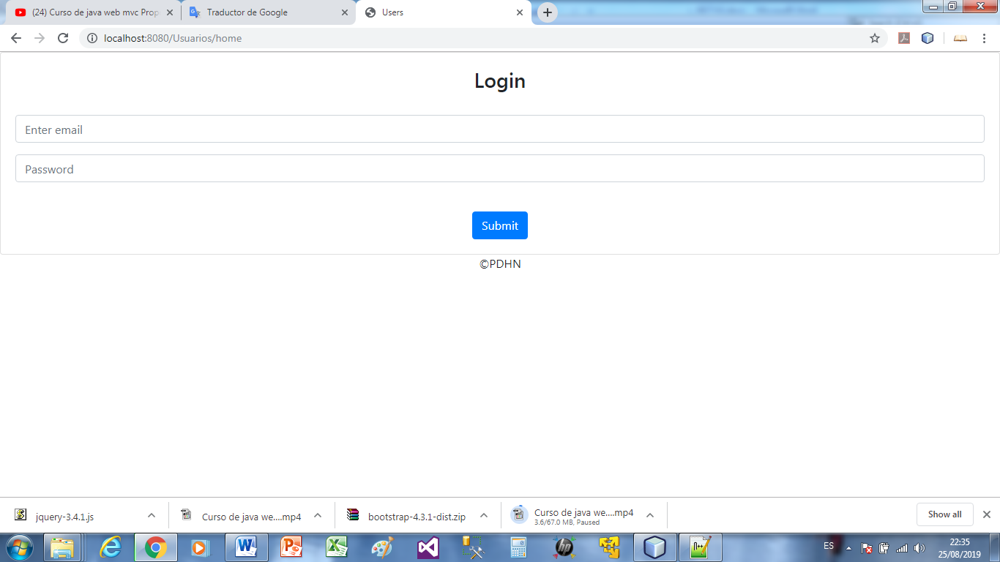 (24) Curso de java web mvc Prop
Traductor de Google
Users
localhost:8080/Usuarios/home
Login
Enter email
Password
Submit
©PDHN
jquery-3.4.1.js
Curso de java we....mp4
bootstrap-4.3.1-dist.zip
Curso de java we....mp4
3.6/67.0 MB, Paused
Show all
ES
22:35
25/08/2019